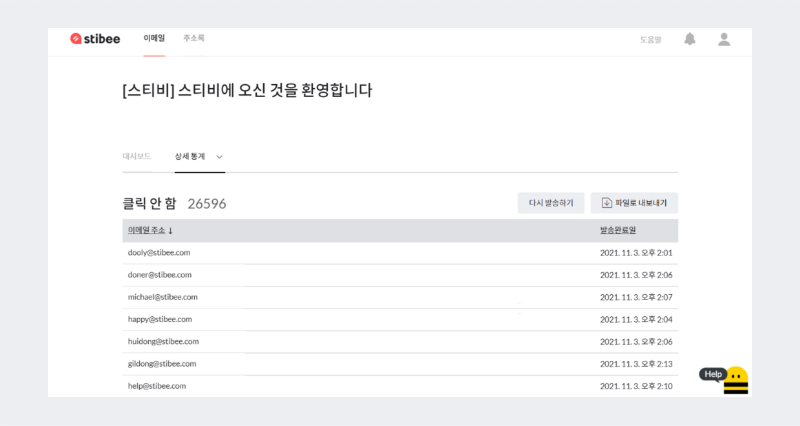 stibee 이메일 주소록 도움말
[스티비] 스티비에 오신 것을 환영합니다
대시보드 상세 통계
클릭 안 함 26596 다시 발송하기 파일로 내보내기
이메일 주소 ↓ 발송완료일
dooly@stibee.com 2021. 11. 3. 오후 2:01
doner@stibee.com 2021. 11. 3. 오후 2:06
michael@stibee.com 2021. 11. 3. 오후 2:07
happy@stibee.com 2021. 11. 3. 오후 2:04
huidong@stibee.com 2021. 11. 3. 오후 2:06
gildong@stibee.com 2021. 11. 3. 오후 2:13
help@stibee.com 2021. 11. 3. 오후 2:10
Help